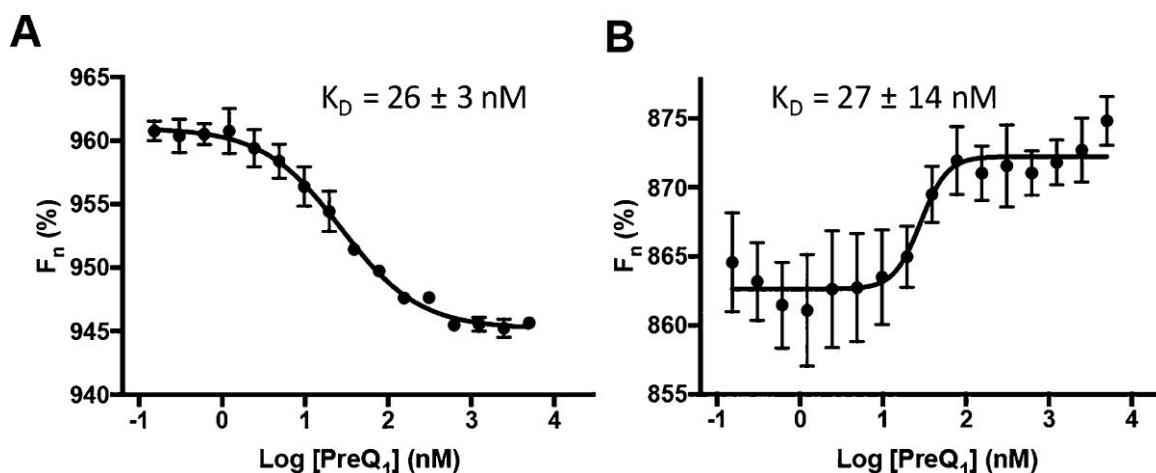 A
K_D = 26 ± 3 nM
965
960
955
950
945
940
F_n (%)
-1 0 1 2 3 4
Log [PreQ_1] (nM)
B
K_D = 27 ± 14 nM
875
870
865
860
855
F_n (%)
-1 0 1 2 3 4
Log [PreQ_1] (nM)